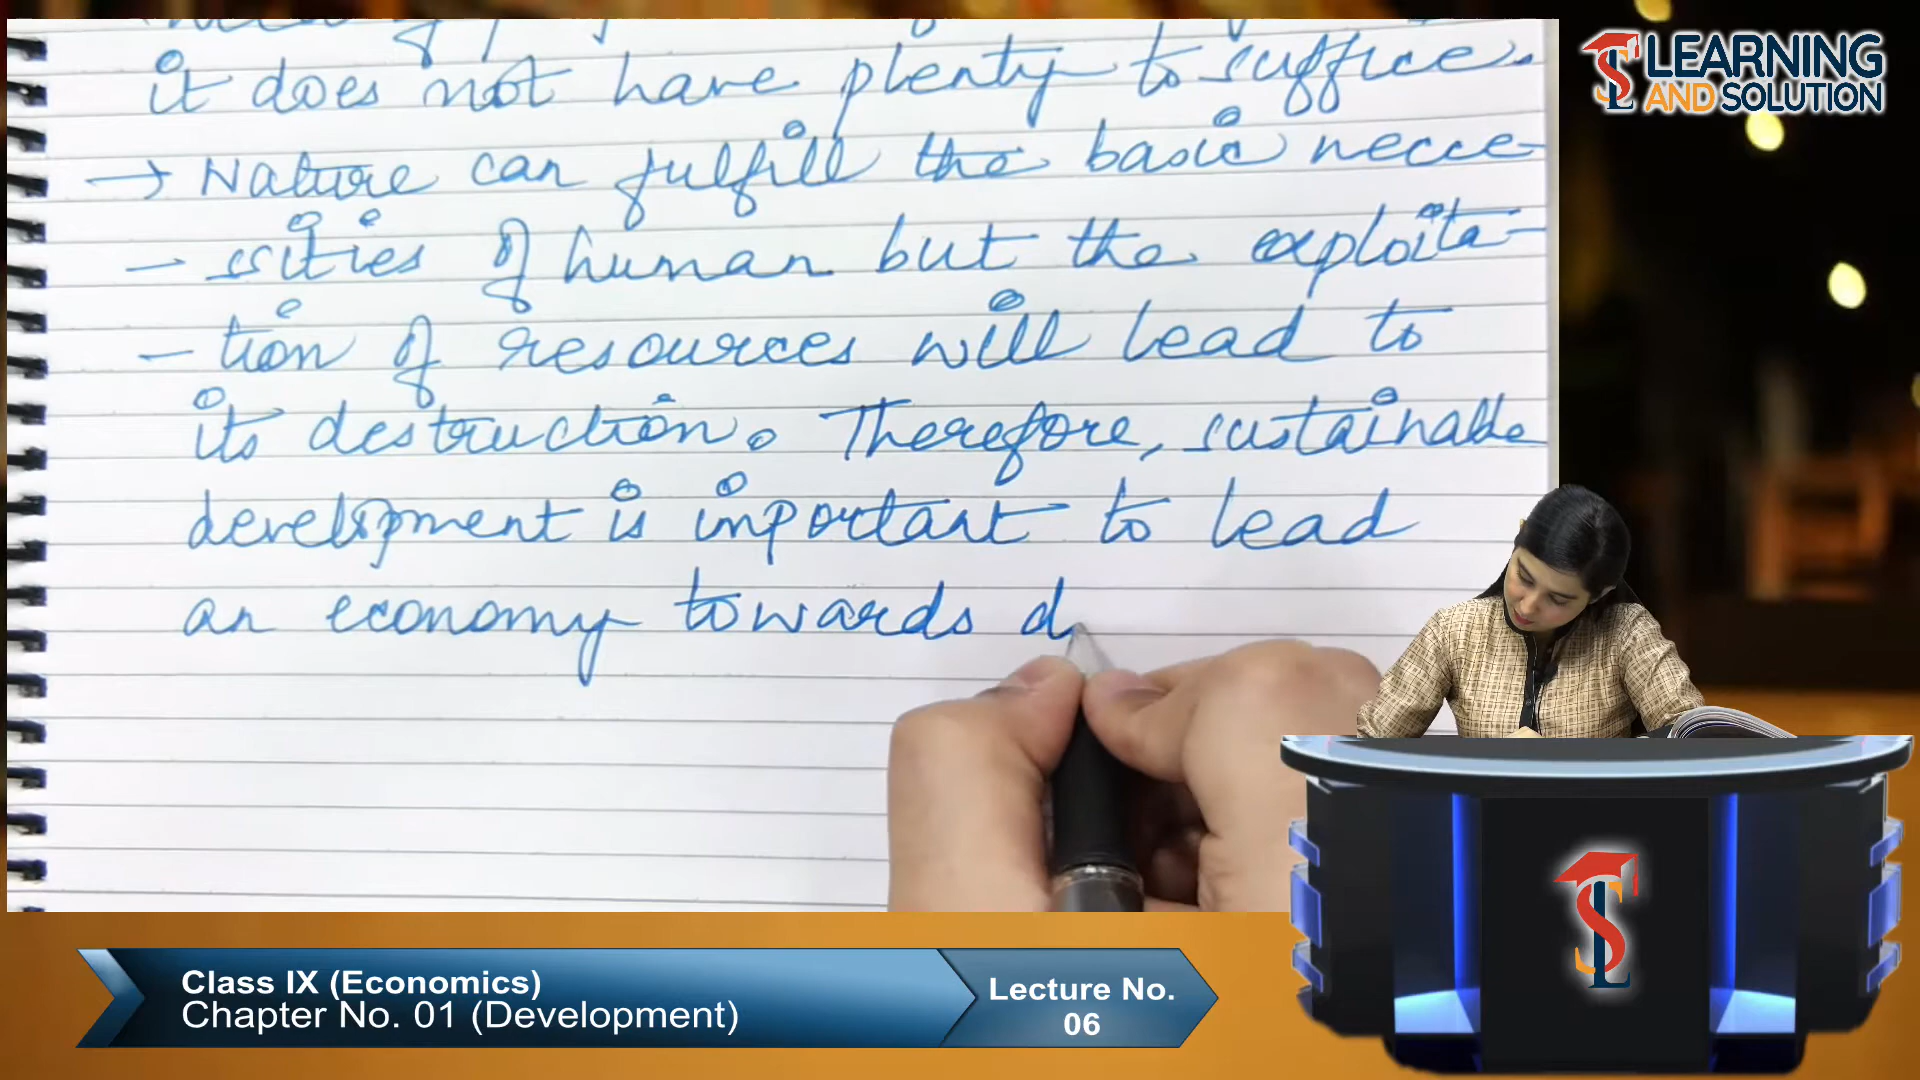 it does not have plenty to suffice.
→ Nature can fulfill the basic necce-
- ssities of human but the exploita-
- tion of resources will lead to
its destruction. Therefore, sustainable
development is important to lead
an economy towards d
LEARNING
AND SOLUTION
Class IX (Economics)
Chapter No. 01 (Development)
Lecture No.
06